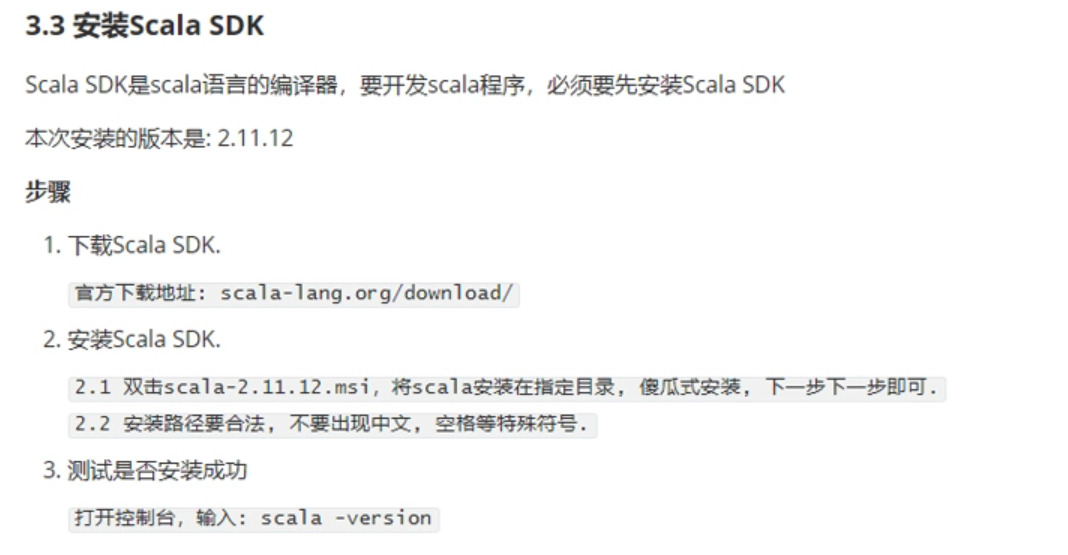 3.3 安装Scala SDK
Scala SDK是scala语言的编译器，要开发scala程序，必须要先安装Scala SDK
本次安装的版本是: 2.11.12
步骤
1. 下载Scala SDK.
官方下载地址: scala-lang.org/download/
2. 安装Scala SDK.
2.1 双击scala-2.11.12.msi，将scala安装在指定目录, 傻瓜式安装, 下一步下一步即可.
2.2 安装路径要合法, 不要出现中文, 空格等特殊符号.
3. 测试是否安装成功
打开控制台，输入: scala -version